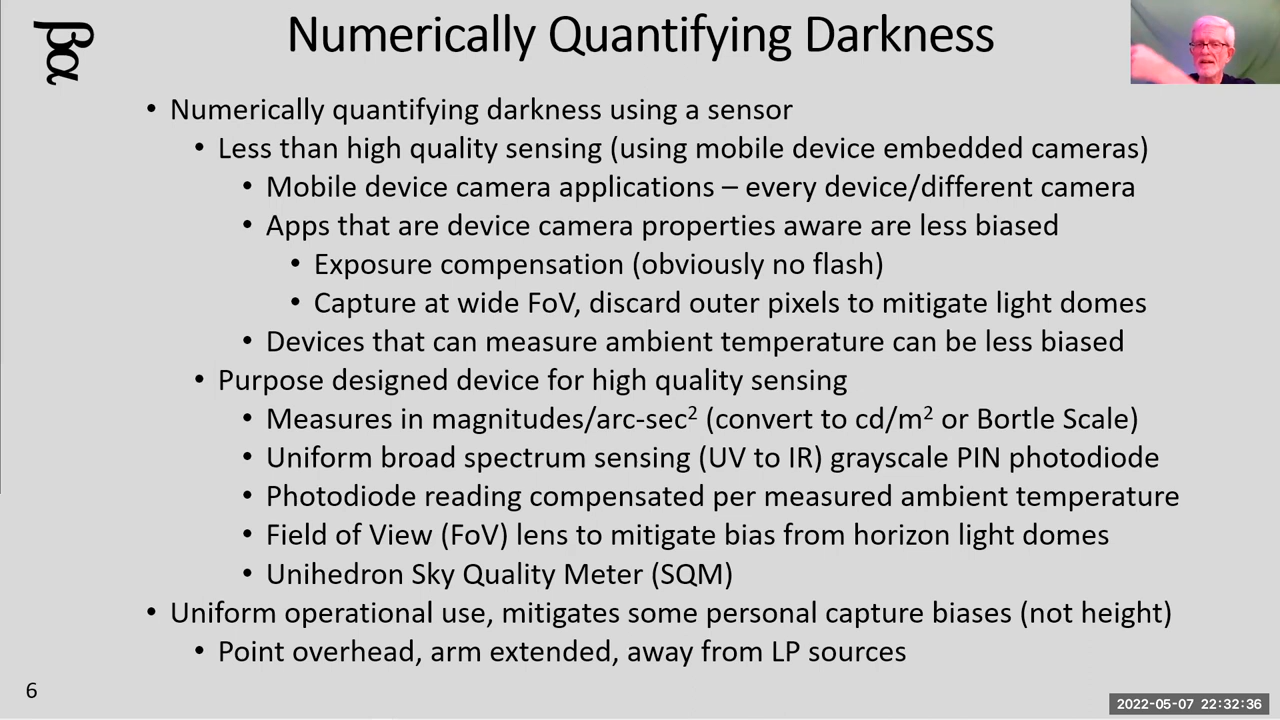 βα
Numerically Quantifying Darkness
• Numerically quantifying darkness using a sensor
• Less than high quality sensing (using mobile device embedded cameras)
• Mobile device camera applications – every device/different camera
• Apps that are device camera properties aware are less biased
• Exposure compensation (obviously no flash)
• Capture at wide FoV, discard outer pixels to mitigate light domes
• Devices that can measure ambient temperature can be less biased
• Purpose designed device for high quality sensing
• Measures in magnitudes/arc-sec² (convert to cd/m² or Bortle Scale)
• Uniform broad spectrum sensing (UV to IR) grayscale PIN photodiode
• Photodiode reading compensated per measured ambient temperature
• Field of View (FoV) lens to mitigate bias from horizon light domes
• Unihedron Sky Quality Meter (SQM)
• Uniform operational use, mitigates some personal capture biases (not height)
• Point overhead, arm extended, away from LP sources
6
2022-05-07 22:32:36